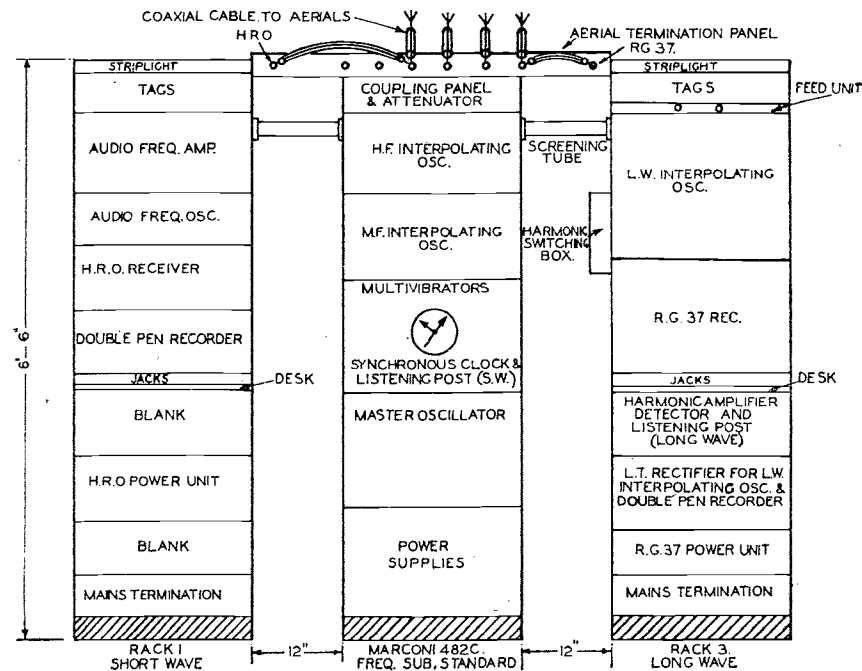 COAXIAL CABLE TO AERIALS
H.R.O
AERIAL TERMINATION PANEL
RG 37.
STRIPLIGHT
TAGS
AUDIO FREQ. AMP.
AUDIO FREQ. OSC.
H.R.O. RECEIVER
DOUBLE PEN RECORDER
JACKS
DESK
BLANK
H.R.O POWER UNIT
BLANK
MAINS TERMINATION
RACK 1
SHORT WAVE
6'-6"
12"
COUPLING PANEL
& ATTENUATOR
H.F. INTERPOLATING
OSC.
M.F. INTERPOLATING
OSC.
MULTIVIBRATORS
SYNCHRONOUS CLOCK &
LISTENING POST (S.W.)
MASTER OSCILLATOR
POWER
SUPPLIES
MARCONI 482C.
FREQ. SUB, STANDARD
SCREENING
TUBE
HARMONIC
SWITCHING
BOX.
12"
STRIPLIGHT
TAGS
FEED UNIT
L.W. INTERPOLATING
OSC.
R.G. 37 REC.
JACKS
DESK
HARMONIC AMPLIFIER
DETECTOR AND
LISTENING POST
(LONG WAVE)
L.T. RECTIFIER FOR L.W.
INTERPOLATING OSC. &
DOUBLE PEN RECORDER
R.G.37 POWER UNIT
MAINS TERMINATION
RACK 3.
LONG WAVE